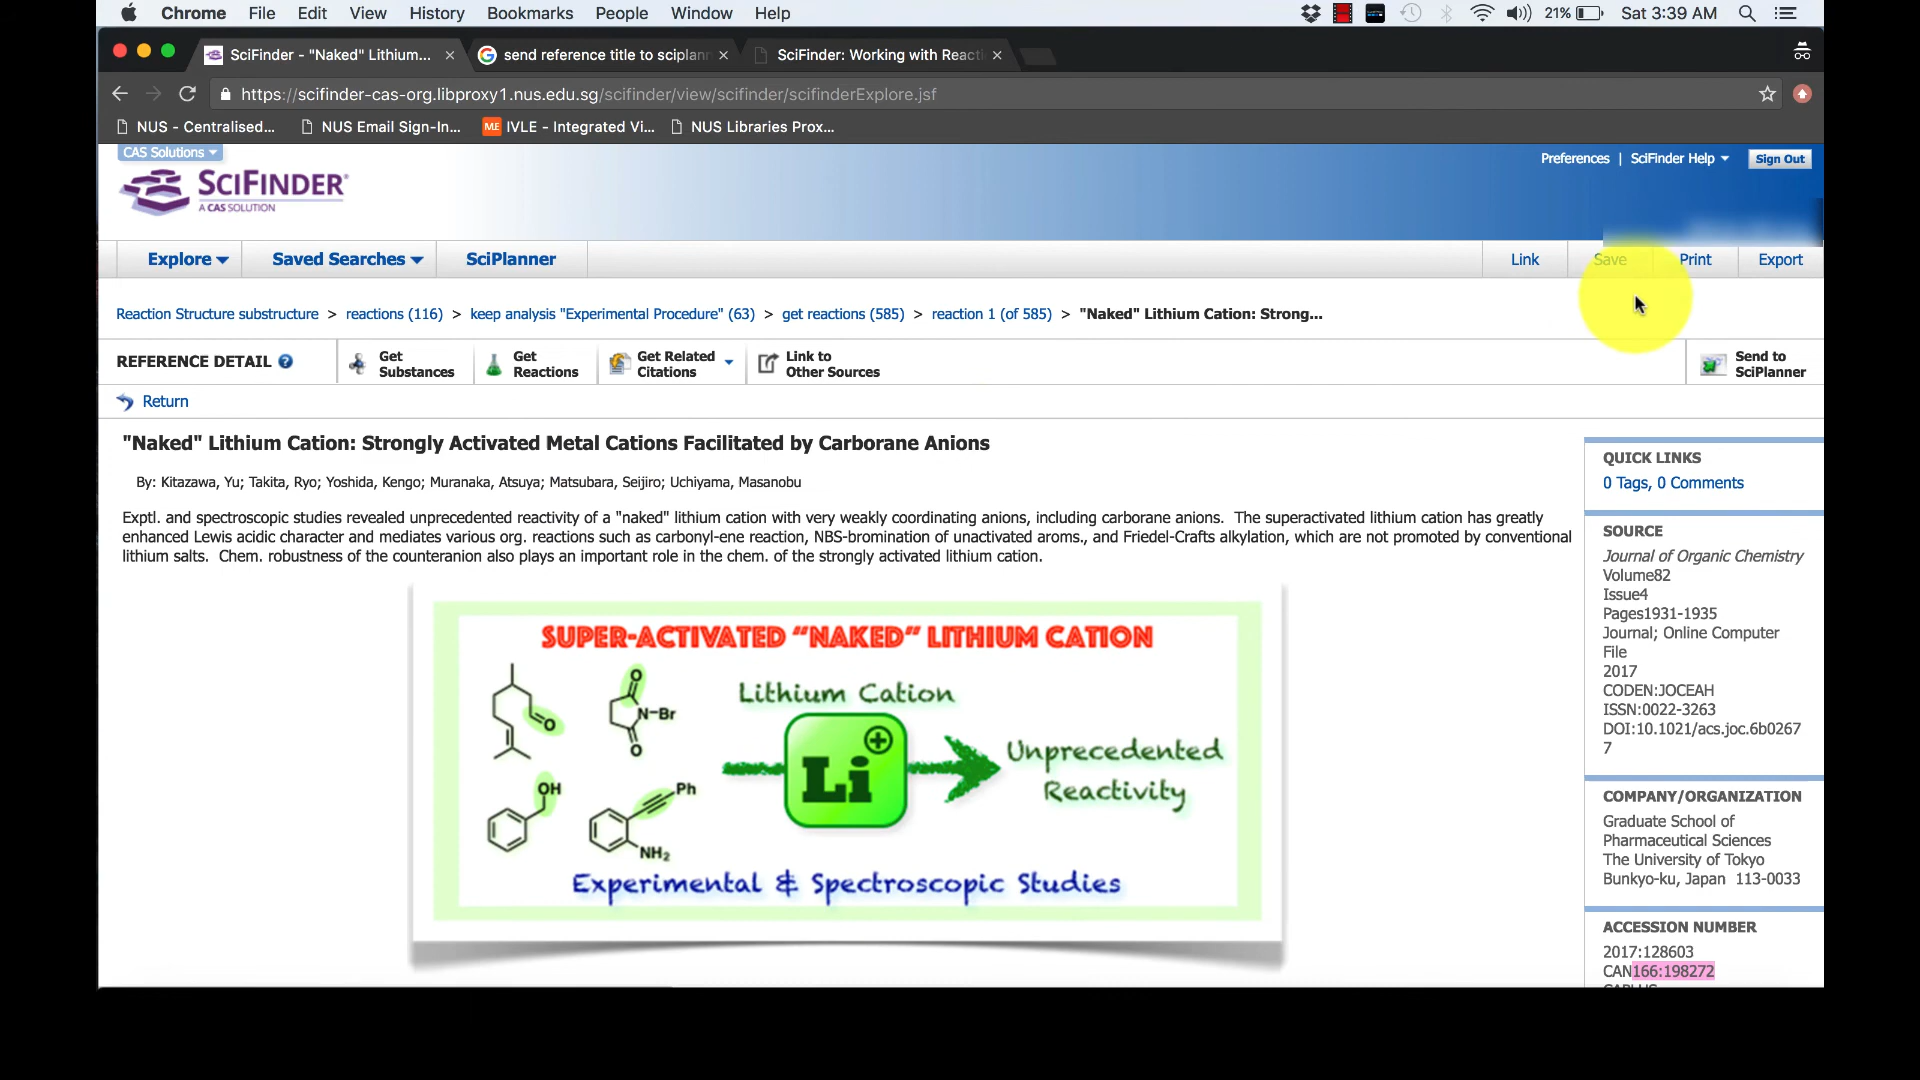 Chrome File Edit View History Bookmarks People Window Help 21% Sat 3:39 AM
SciFinder - "Naked" Lithium... send reference title to sciplann SciFinder: Working with Reacti
https://scifinder-cas-org.libproxy1.nus.edu.sg/scifinder/view/scifinder/scifinderExplore.jsf
NUS - Centralised... NUS Email Sign-In... ME IVLE - Integrated Vi... NUS Libraries Prox...
CAS Solutions Preferences | SciFinder Help Sign Out
SCIFINDER
A CAS SOLUTION
Explore Saved Searches SciPlanner Link Save Print Export
Reaction Structure substructure > reactions (116) > keep analysis "Experimental Procedure" (63) > get reactions (585) > reaction 1 (of 585) > "Naked" Lithium Cation: Strong...
REFERENCE DETAIL ? Get Substances Get Reactions Get Related Citations Link to Other Sources Send to SciPlanner
Return
"Naked" Lithium Cation: Strongly Activated Metal Cations Facilitated by Carborane Anions
By: Kitazawa, Yu; Takita, Ryo; Yoshida, Kengo; Muranaka, Atsuya; Matsubara, Seijiro; Uchiyama, Masanobu
Exptl. and spectroscopic studies revealed unprecedented reactivity of a "naked" lithium cation with very weakly coordinating anions, including carborane anions. The superactivated lithium cation has greatly
enhanced Lewis acidic character and mediates various org. reactions such as carbonyl-ene reaction, NBS-bromination of unactivated aroms., and Friedel-Crafts alkylation, which are not promoted by conventional
lithium salts. Chem. robustness of the counteranion also plays an important role in the chem. of the strongly activated lithium cation.
SUPER-ACTIVATED "NAKED" LITHIUM CATION
O
O
N-Br
O
OH
Ph
NH2
Lithium Cation
Li +
Unprecedented
Reactivity
Experimental & Spectroscopic Studies
QUICK LINKS
0 Tags, 0 Comments
SOURCE
Journal of Organic Chemistry
Volume82
Issue4
Pages1931-1935
Journal; Online Computer
File
2017
CODEN:JOCEAH
ISSN:0022-3263
DOI:10.1021/acs.joc.6b0267
7
COMPANY/ORGANIZATION
Graduate School of
Pharmaceutical Sciences
The University of Tokyo
Bunkyo-ku, Japan 113-0033
ACCESSION NUMBER
2017:128603
CAN166:198272